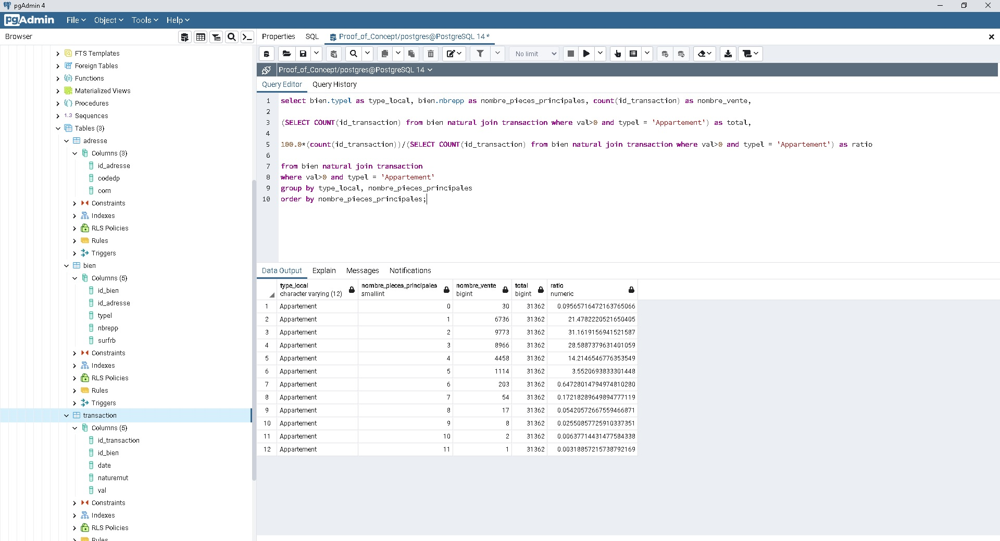 pgAdmin 4
pgAdmin File Object Tools Help
Browser
Properties SQL Proof_of_Concept/postgres@PostgreSQL 14 *
No limit
Proof_of_Concept/postgres@PostgreSQL 14
Query Editor Query History
FTS Templates
Foreign Tables
Functions
Materialized Views
Procedures
1..3 Sequences
Tables (3)
adresse
Columns (3)
id_adresse
codedp
com
Constraints
Indexes
RLS Policies
Rules
Triggers
bien
Columns (5)
id_bien
id_adresse
typel
nbrepp
surfrb
Constraints
Indexes
RLS Policies
Rules
Triggers
transaction
Columns (5)
id_transaction
id_bien
date
naturemut
val
Constraints
Indexes
RLS Policies
Rules
1 select bien.typel as type_local, bien.nbrepp as nombre_pieces_principales, count(id_transaction) as nombre_vente,
2
3 (SELECT COUNT(id_transaction) from bien natural join transaction where val>0 and typel = 'Appartement') as total,
4
5 100.0*(count(id_transaction))/(SELECT COUNT(id_transaction) from bien natural join transaction where val>0 and typel = 'Appartement') as ratio
6
7 from bien natural join transaction
8 where val>0 and typel = 'Appartement'
9 group by type_local, nombre_pieces_principales
10 order by nombre_pieces_principales;
Data Output Explain Messages Notifications
type_local nombre_pieces_principales nombre_vente total ratio
character varying (12) smallint bigint bigint numeric
1 Appartement 0 30 31362 0.09565716472163765066
2 Appartement 1 6736 31362 21.4782220521650405
3 Appartement 2 9773 31362 31.1619156941521587
4 Appartement 3 8966 31362 28.5887379631401059
5 Appartement 4 4458 31362 14.2146546776353549
6 Appartement 5 1114 31362 3.5520693833301448
7 Appartement 6 203 31362 0.64728014794974810280
8 Appartement 7 54 31362 0.17218289649894777119
9 Appartement 8 17 31362 0.05420572667559466871
10 Appartement 9 8 31362 0.02550857725910337351
11 Appartement 10 2 31362 0.00637714431477584338
12 Appartement 11 1 31362 0.00318857215738792169